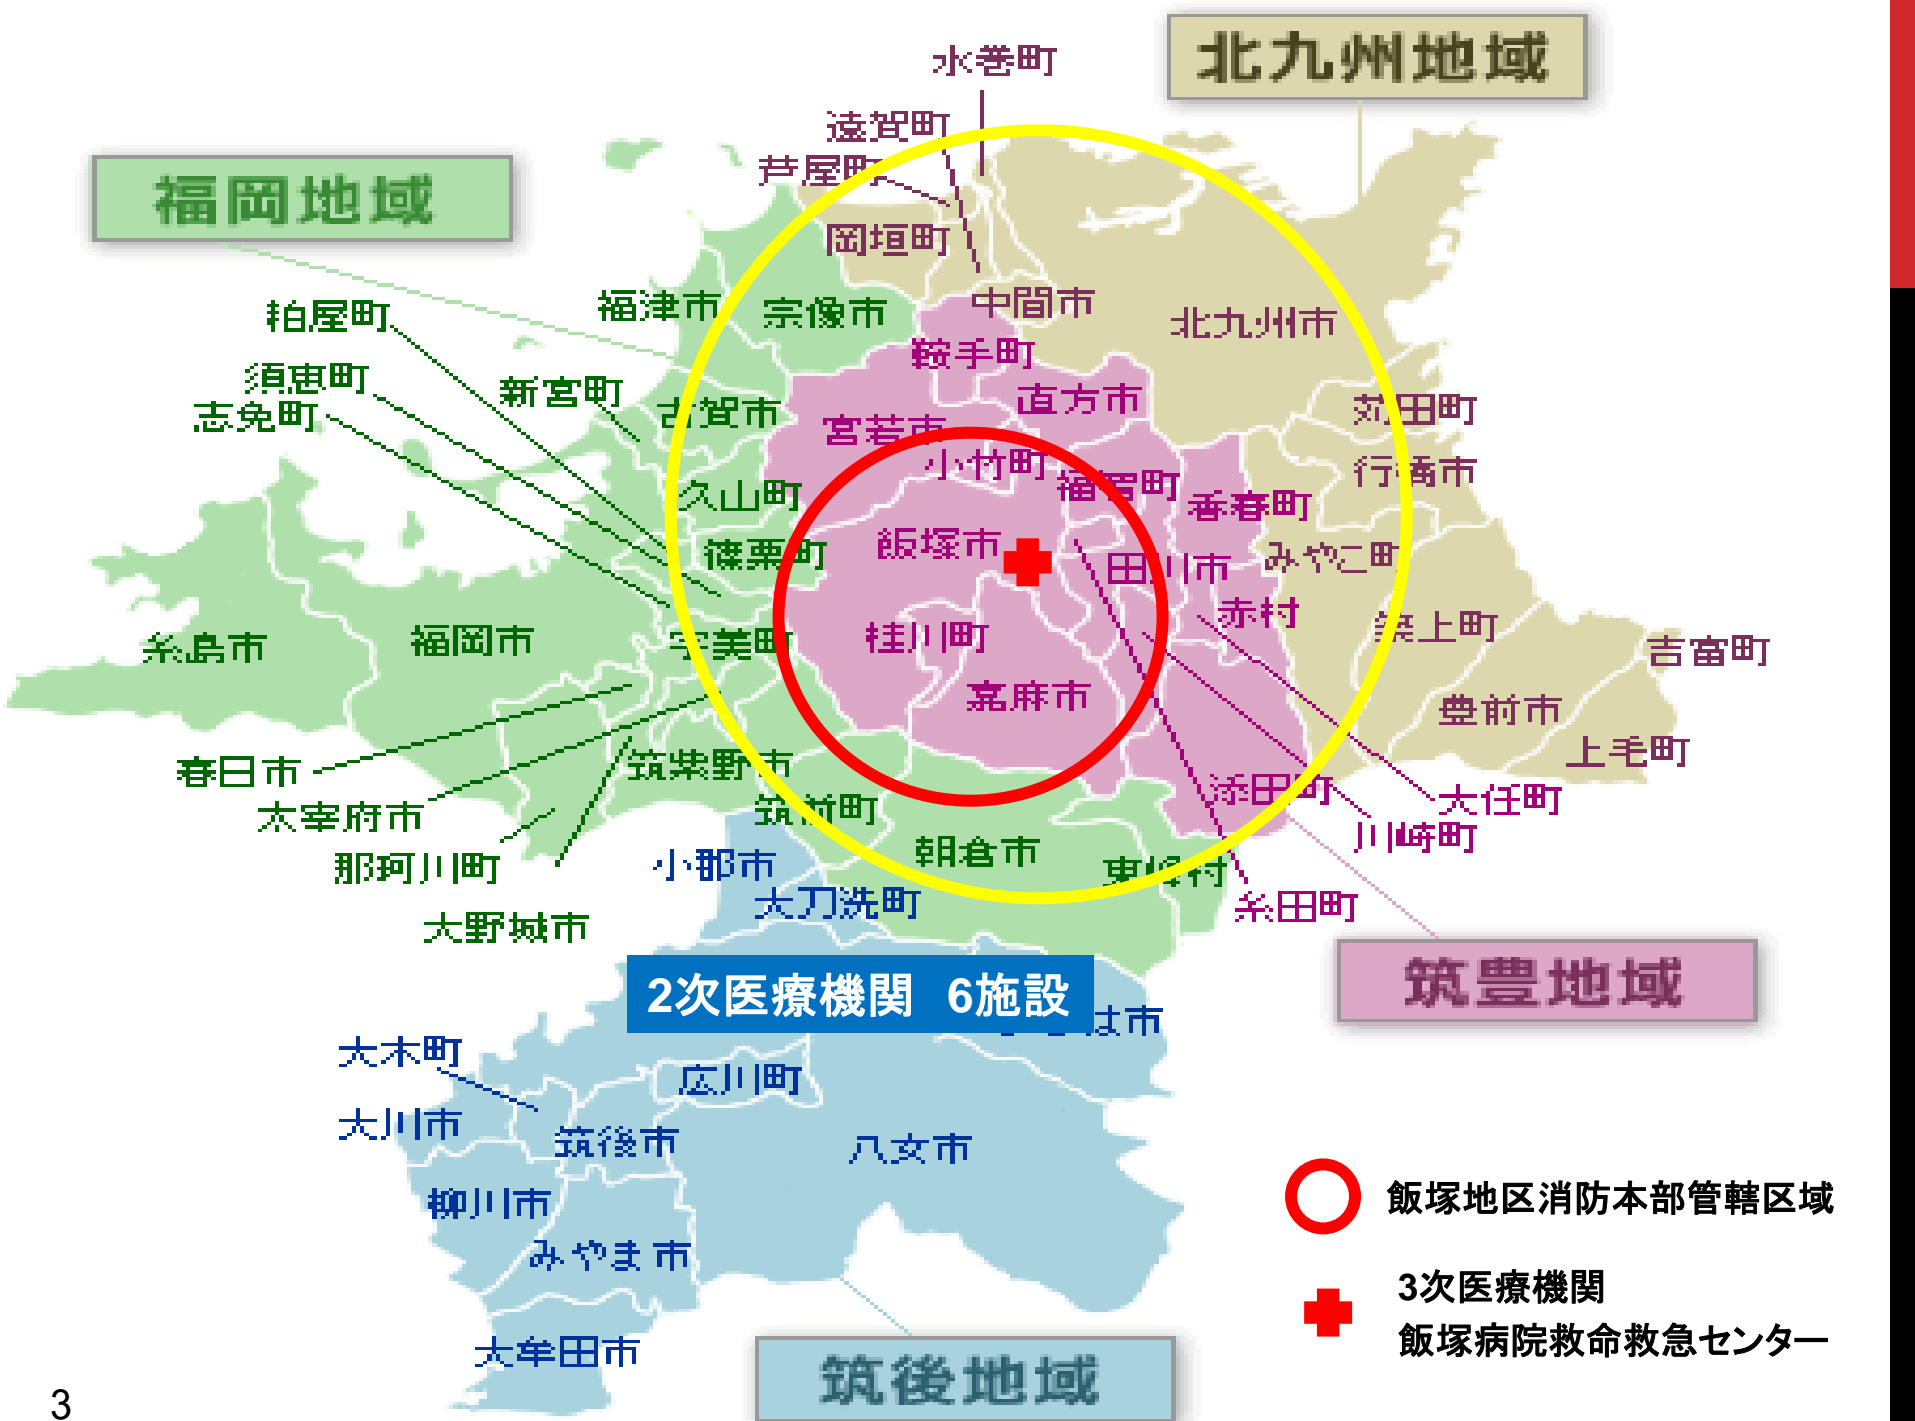 水巻町
北九州地域
遠賀町
芦屋町
福岡地域
岡垣町
粕屋町
福津市
宗像市
中間市
北九州市
鞍手町
須恵町
新宮町
古賀市
直方市
苅田町
志免町
宮若市
小竹町
福智町
行橋市
久山町
香春町
飯塚市
篠栗町
田川市
みやこ町
赤村
糸島市
福岡市
宇美町
桂川町
築上町
吉富町
嘉麻市
豊前市
上毛町
春日市
筑紫野市
添田町
大任町
太宰府市
筑前町
川崎町
那珂川町
小郡市
朝倉市
東峰村
大刀洗町
糸田町
大野城市
筑豊地域
2次医療機関 6施設
は市
大木町
広川町
大川市
筑後市
八女市
柳川市
飯塚地区消防本部管轄区域
みやま市
3次医療機関
飯塚病院救命救急センター
大牟田市
筑後地域
3